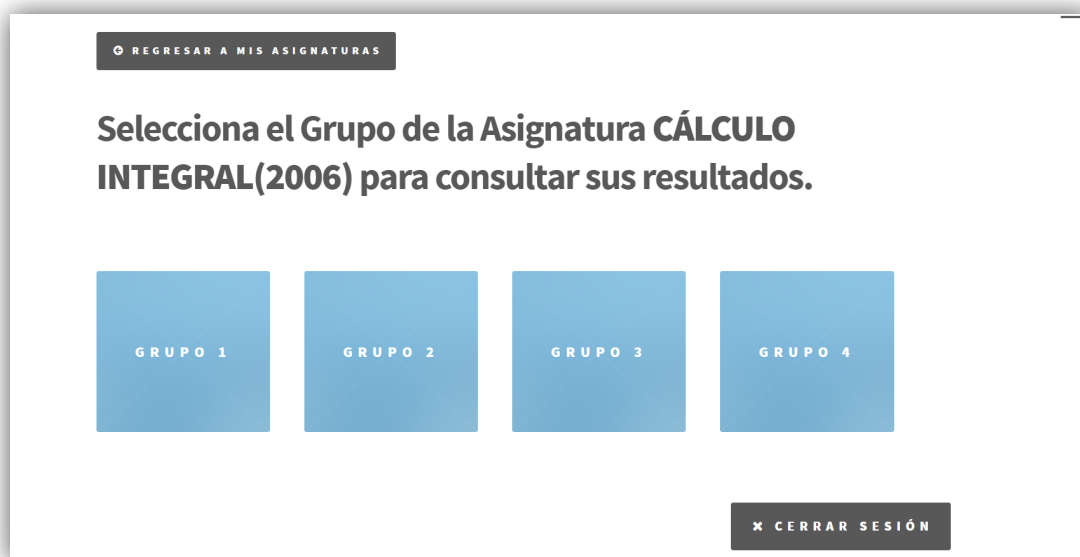 REGRESAR A MIS ASIGNATURAS
Selecciona el Grupo de la Asignatura CÁLCULO
INTEGRAL(2006) para consultar sus resultados.
GRUPO 1
GRUPO 2
GRUPO 3
GRUPO 4
CERRAR SESIÓN